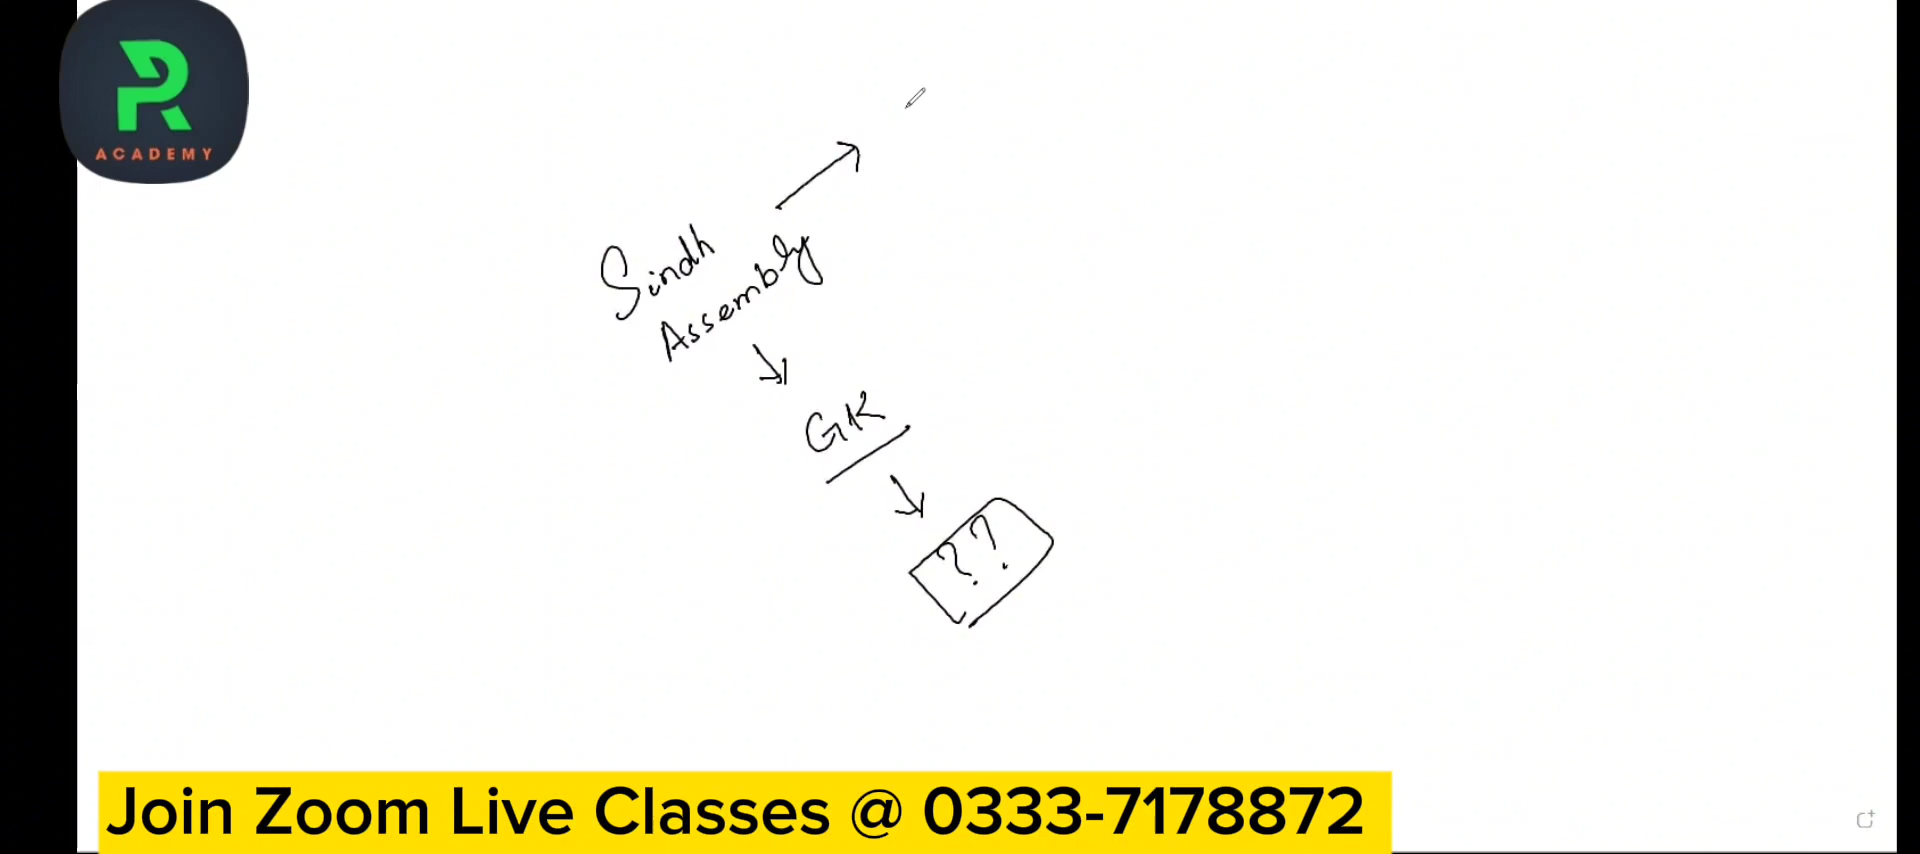 R
ACADEMY
Sindh
Assembly
GK
??
Join Zoom Live Classes @ 0333-7178872